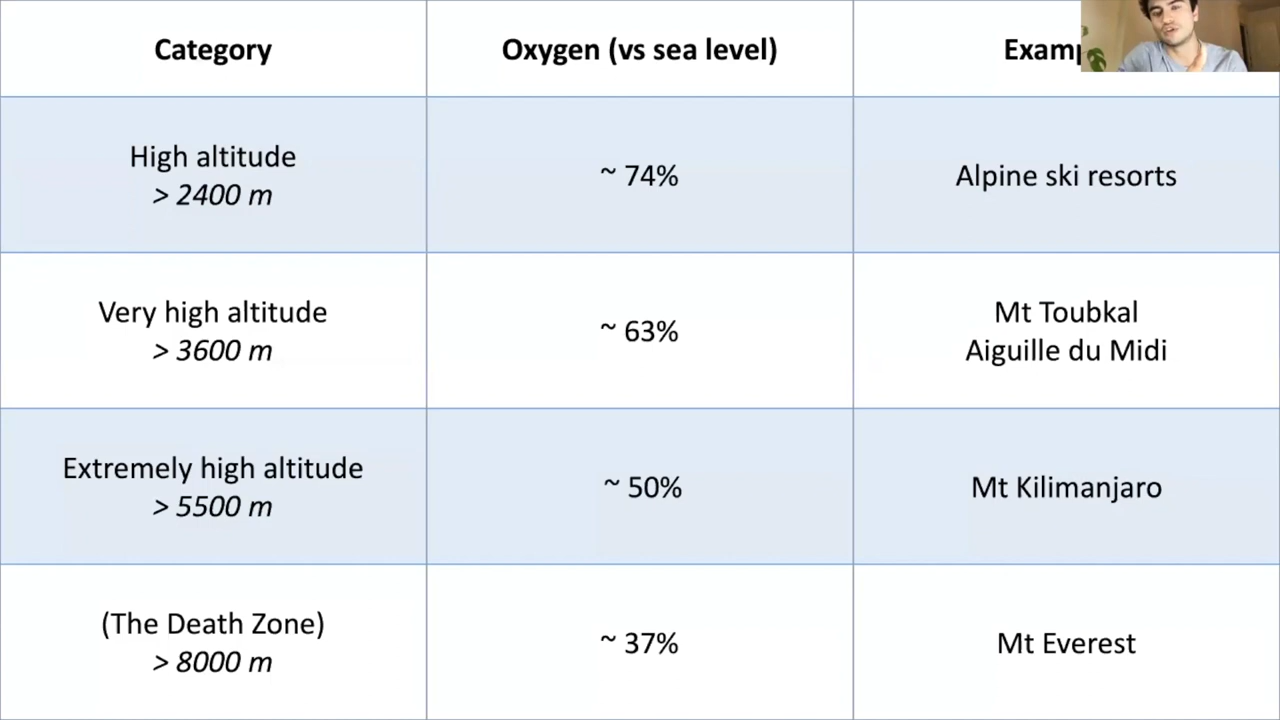 Category
Oxygen (vs sea level)
High altitude
> 2400 m
~ 74%
Alpine ski resorts
Very high altitude
> 3600 m
~ 63%
Mt Toubkal
Aiguille du Midi
Extremely high altitude
> 5500 m
~ 50%
Mt Kilimanjaro
(The Death Zone)
> 8000 m
~ 37%
Mt Everest